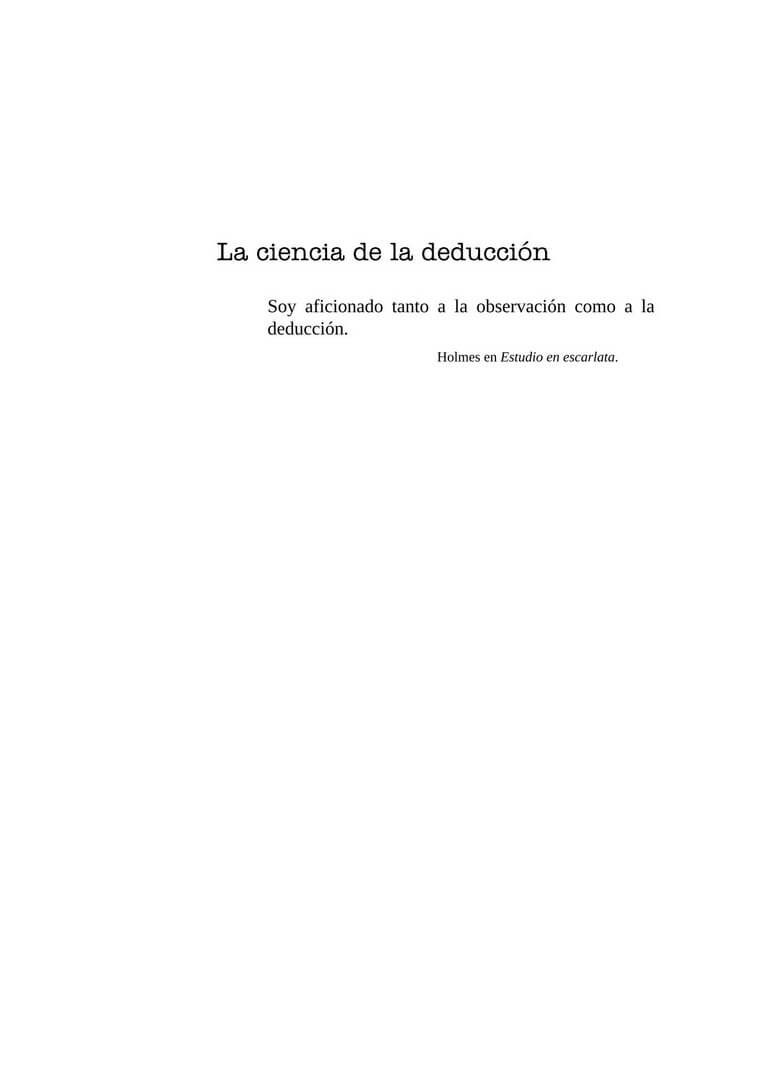 La ciencia de la deducción
Soy aficionado tanto a la observación como a la
deducción.
Holmes en Estudio en escarlata.